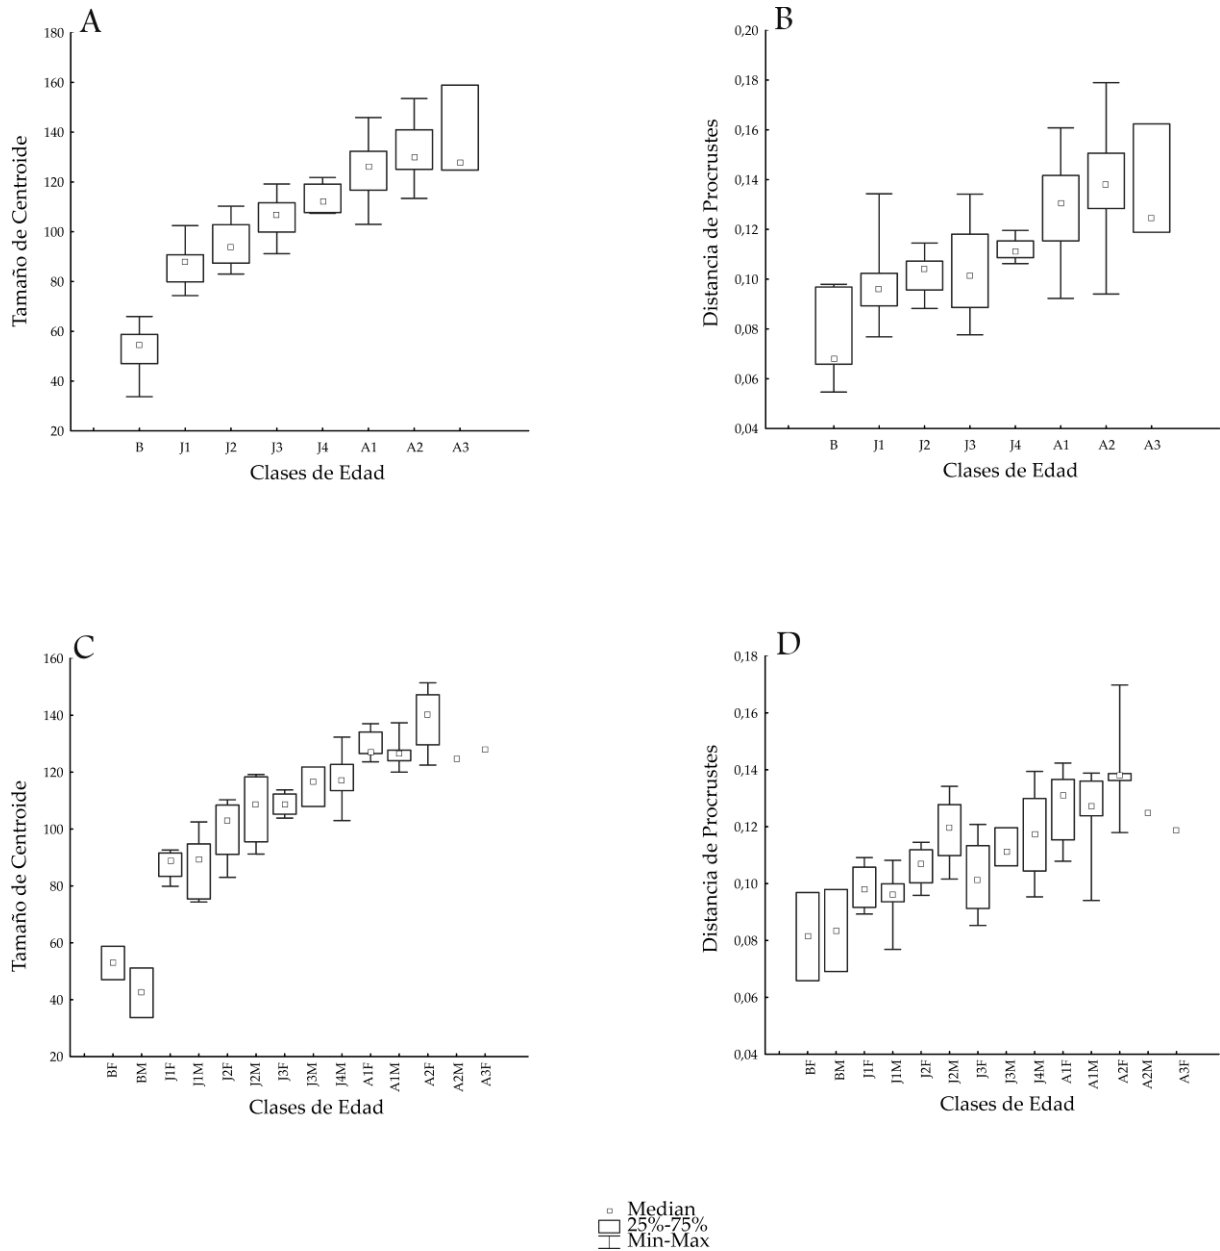 A
180
160
140
120
100
80
60
40
20
Tamaño de Centroide
B J1 J2 J3 J4 A1 A2 A3
Clases de Edad
B
0,20
0,18
0,16
0,14
0,12
0,10
0,08
0,06
0,04
Distancia de Procrustes
B J1 J2 J3 J4 A1 A2 A3
Clases de Edad
C
160
140
120
100
80
60
40
20
Tamaño de Centroide
BF BM J1F J1M J2F J2M J3F J3M J4M A1F A1M A2F A2M A3F
Clases de Edad
D
0,18
0,16
0,14
0,12
0,10
0,08
0,06
0,04
Distancia de Procrustes
BF BM J1F J1M J2F J2M J3F J3M J4M A1F A1M A2F A2M A3F
Clases de Edad
Median
25%-75%
Min-Max